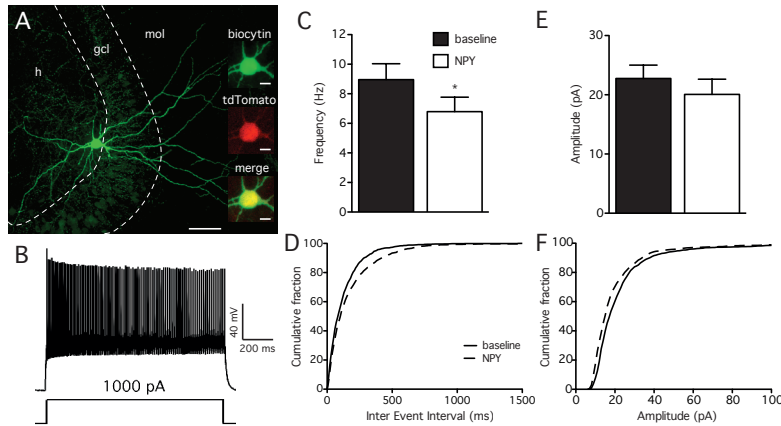 A
mol
gcl
h
biocytin
tdTomato
merge
B
40 mV
200 ms
1000 pA
C
baseline
NPY
12
10
8
6
4
2
0
Frequency (Hz)
*
D
100
80
60
40
20
0
Cumulative fraction
baseline
NPY
0 500 1000 1500
Inter Event Interval (ms)
E
30
20
10
0
Amplitude (pA)
F
100
80
60
40
20
0
Cumulative fraction
0 20 40 60 80 100
Amplitude (pA)